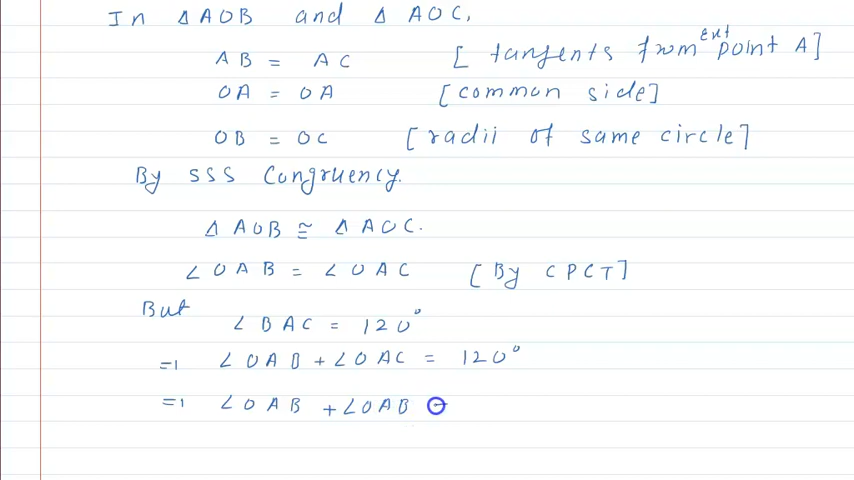 In Δ AOB and Δ AOC,
AB = AC [tangents from ext point A]
OA = OA [common side]
OB = OC [radii of same circle]
By SSS Congruency.
Δ AOB ≅ Δ AOC.
∠OAB = ∠OAC [By CPCT]
But
∠BAC = 120°
⇒ ∠OAB + ∠OAC = 120°
⇒ ∠OAB + ∠OAB